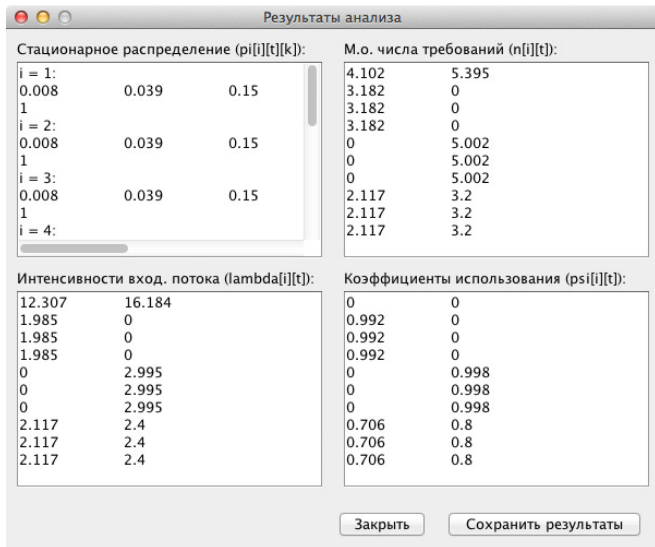 Результаты анализа
Стационарное распределение (pi[i][t][k]):
i = 1:
0.008 0.039 0.15
1
i = 2:
0.008 0.039 0.15
1
i = 3:
0.008 0.039 0.15
1
i = 4:
М.о. числа требований (n[i][t]):
4.102 5.395
3.182 0
3.182 0
3.182 0
0 5.002
0 5.002
0 5.002
2.117 3.2
2.117 3.2
2.117 3.2
Интенсивности вход. потока (lambda[i][t]):
12.307 16.184
1.985 0
1.985 0
1.985 0
0 2.995
0 2.995
0 2.995
2.117 2.4
2.117 2.4
2.117 2.4
Коэффициенты использования (psi[i][t]):
0 0
0.992 0
0.992 0
0.992 0
0 0.998
0 0.998
0 0.998
0.706 0.8
0.706 0.8
0.706 0.8
Закрыть
Сохранить результаты